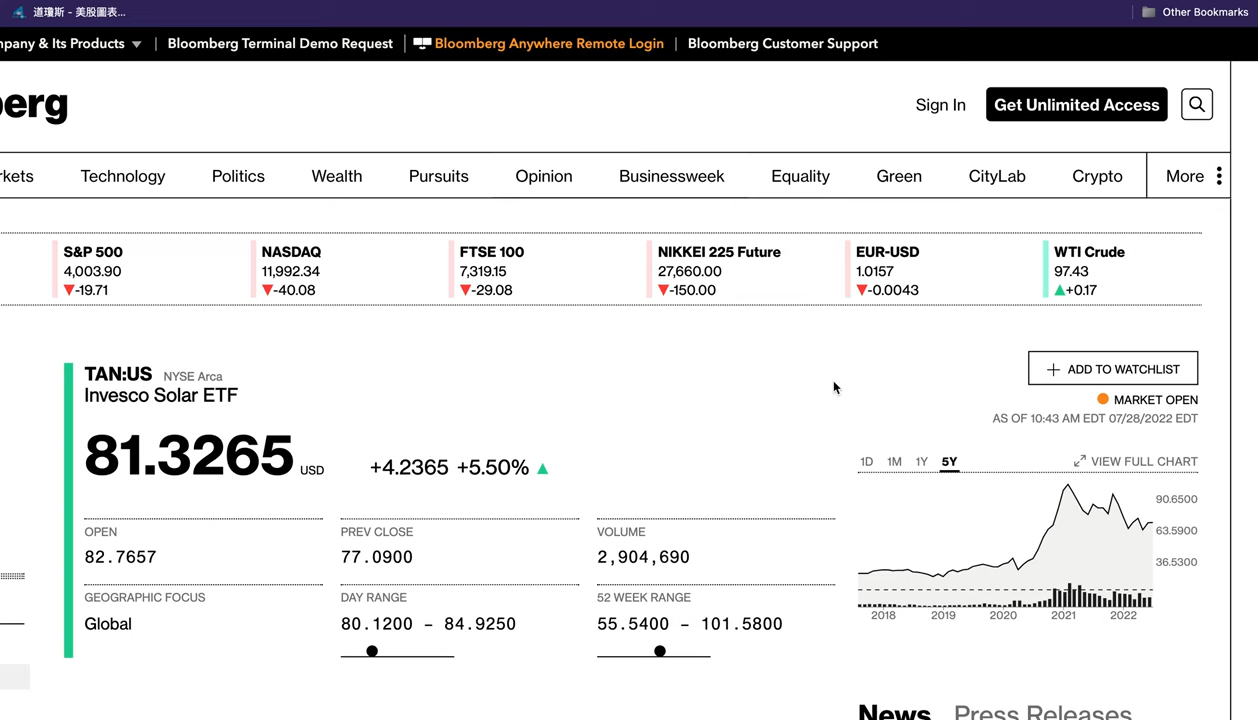 道瓊斯 - 美股圖表...
Other Bookmarks
mpany & Its Products
Bloomberg Terminal Demo Request
Bloomberg Anywhere Remote Login
Bloomberg Customer Support
berg
Sign In
Get Unlimited Access
rkets
Technology
Politics
Wealth
Pursuits
Opinion
Businessweek
Equality
Green
CityLab
Crypto
More
S&P 500
4,003.90
▼-19.71
NASDAQ
11,992.34
▼-40.08
FTSE 100
7,319.15
▼-29.08
NIKKEI 225 Future
27,660.00
▼-150.00
EUR-USD
1.0157
▼-0.0043
WTI Crude
97.43
▲+0.17
TAN:US NYSE Arca
Invesco Solar ETF
81.3265 USD +4.2365 +5.50% ▲
OPEN
82.7657
PREV CLOSE
77.0900
VOLUME
2,904,690
GEOGRAPHIC FOCUS
Global
DAY RANGE
80.1200 - 84.9250
52 WEEK RANGE
55.5400 - 101.5800
+ ADD TO WATCHLIST
MARKET OPEN
AS OF 10:43 AM EDT 07/28/2022 EDT
1D 1M 1Y 5Y
VIEW FULL CHART
90.6500
63.5900
36.5300
2018 2019 2020 2021 2022
News Press Releases